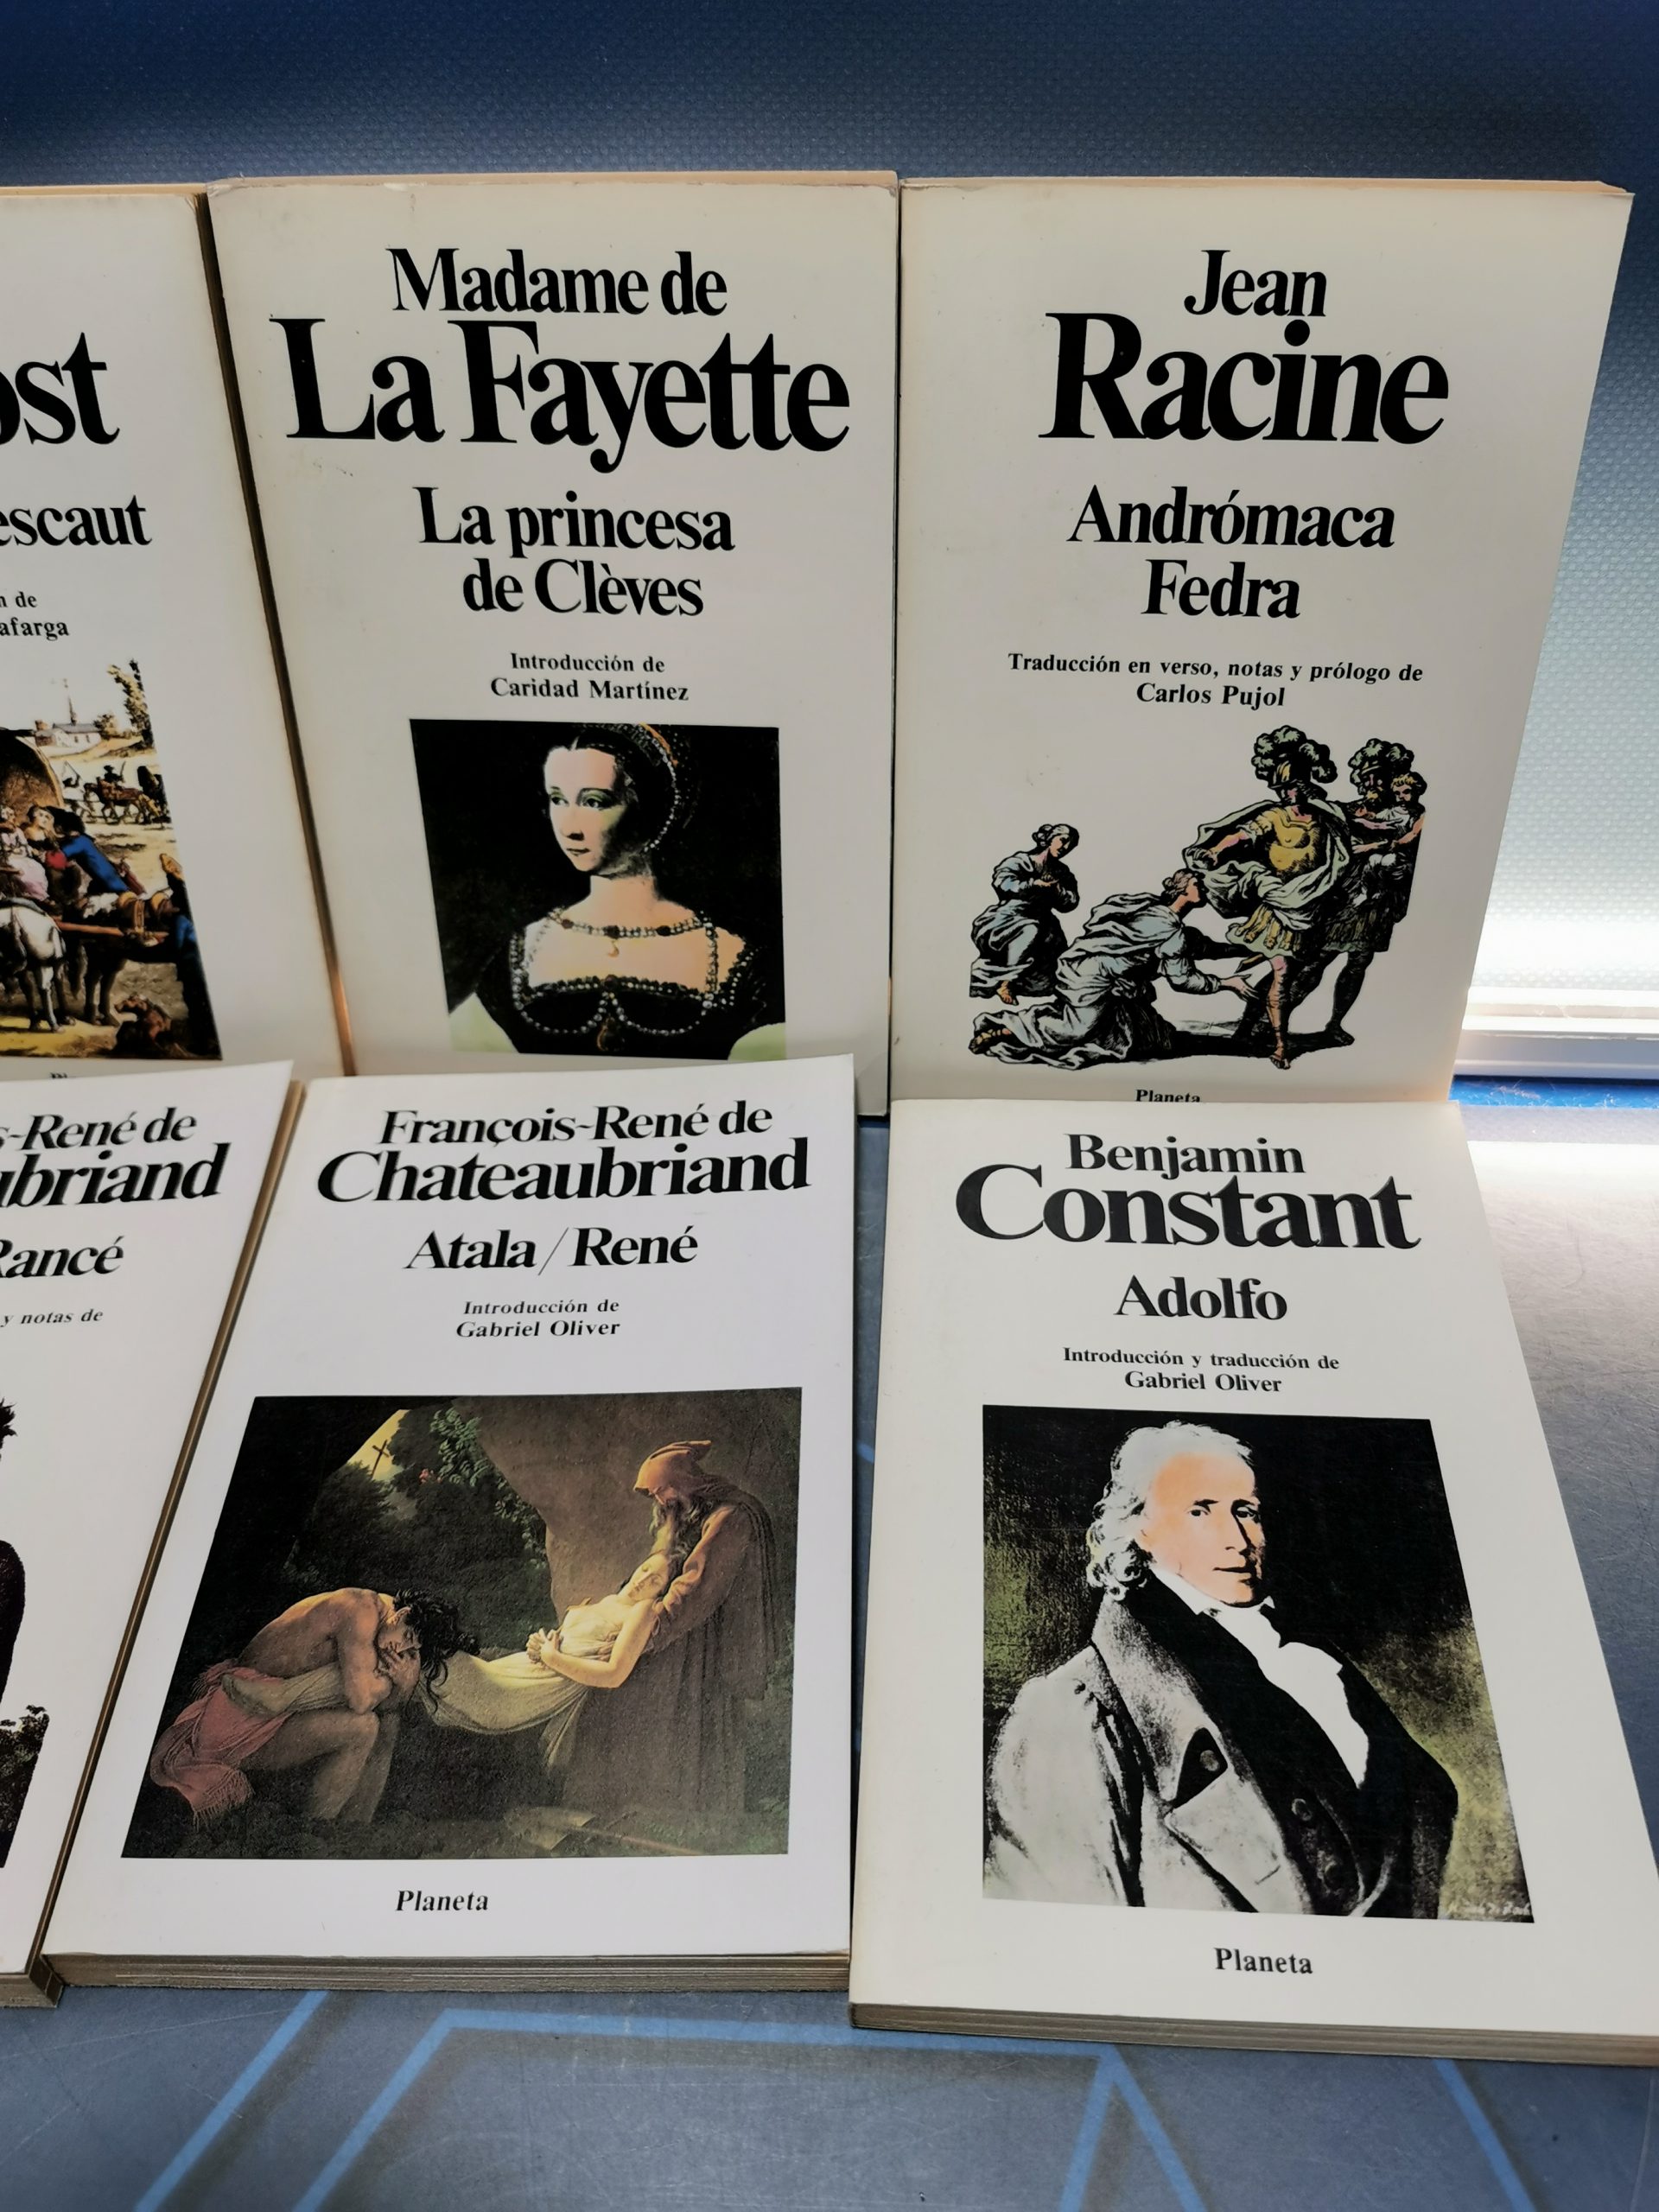 ost
escaut
n de
afarga
Madame de
La Fayette
La princesa
de Clèves
Introducción de
Caridad Martínez
Jean
Racine
Andrómaca
Fedra
Traducción en verso, notas y prólogo de
Carlos Pujol
Planeta
s-René de
ubriand
Rancé
y notas de
François-René de
Chateaubriand
Atala / René
Introducción de
Gabriel Oliver
Planeta
Benjamin
Constant
Adolfo
Introducción y traducción de
Gabriel Oliver
Planeta